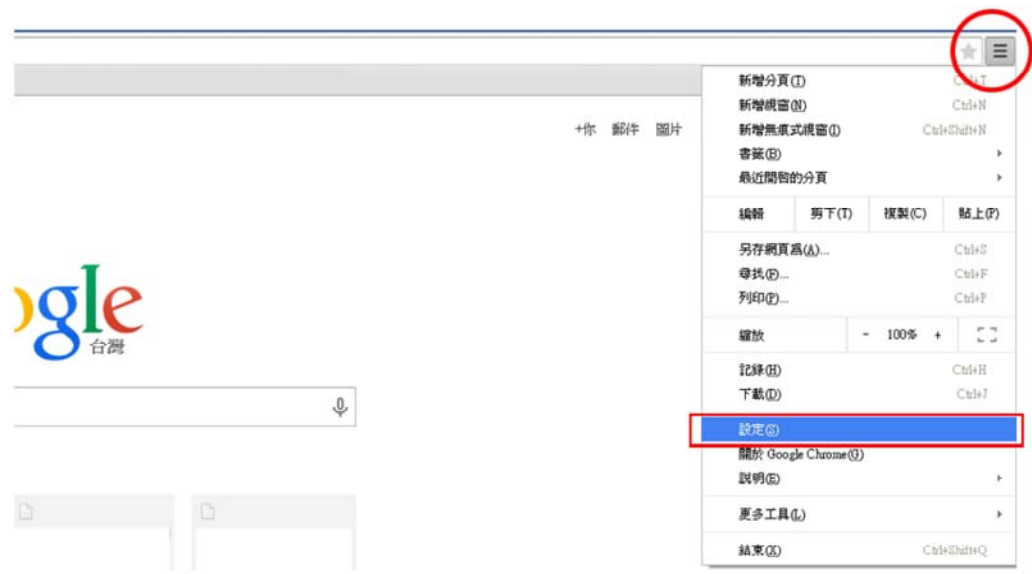 新增分頁(T) Ctrl+T
新增視窗(N) Ctrl+N
+你 郵件 圖片
新增無痕式視窗(I) Ctrl+Shift+N
書籤(B)
最近開啟的分頁
編輯 剪下(T) 複製(C) 貼上(P)
另存網頁為(A)... Ctrl+S
尋找(F)... Ctrl+F
列印(P)... Ctrl+P
ogle
台灣
縮放 - 100% +
記錄(H) Ctrl+H
下載(D) Ctrl+J
設定(S)
關於 Google Chrome(G)
說明(E)
更多工具(L)
結束(X) Ctrl+Shift+Q